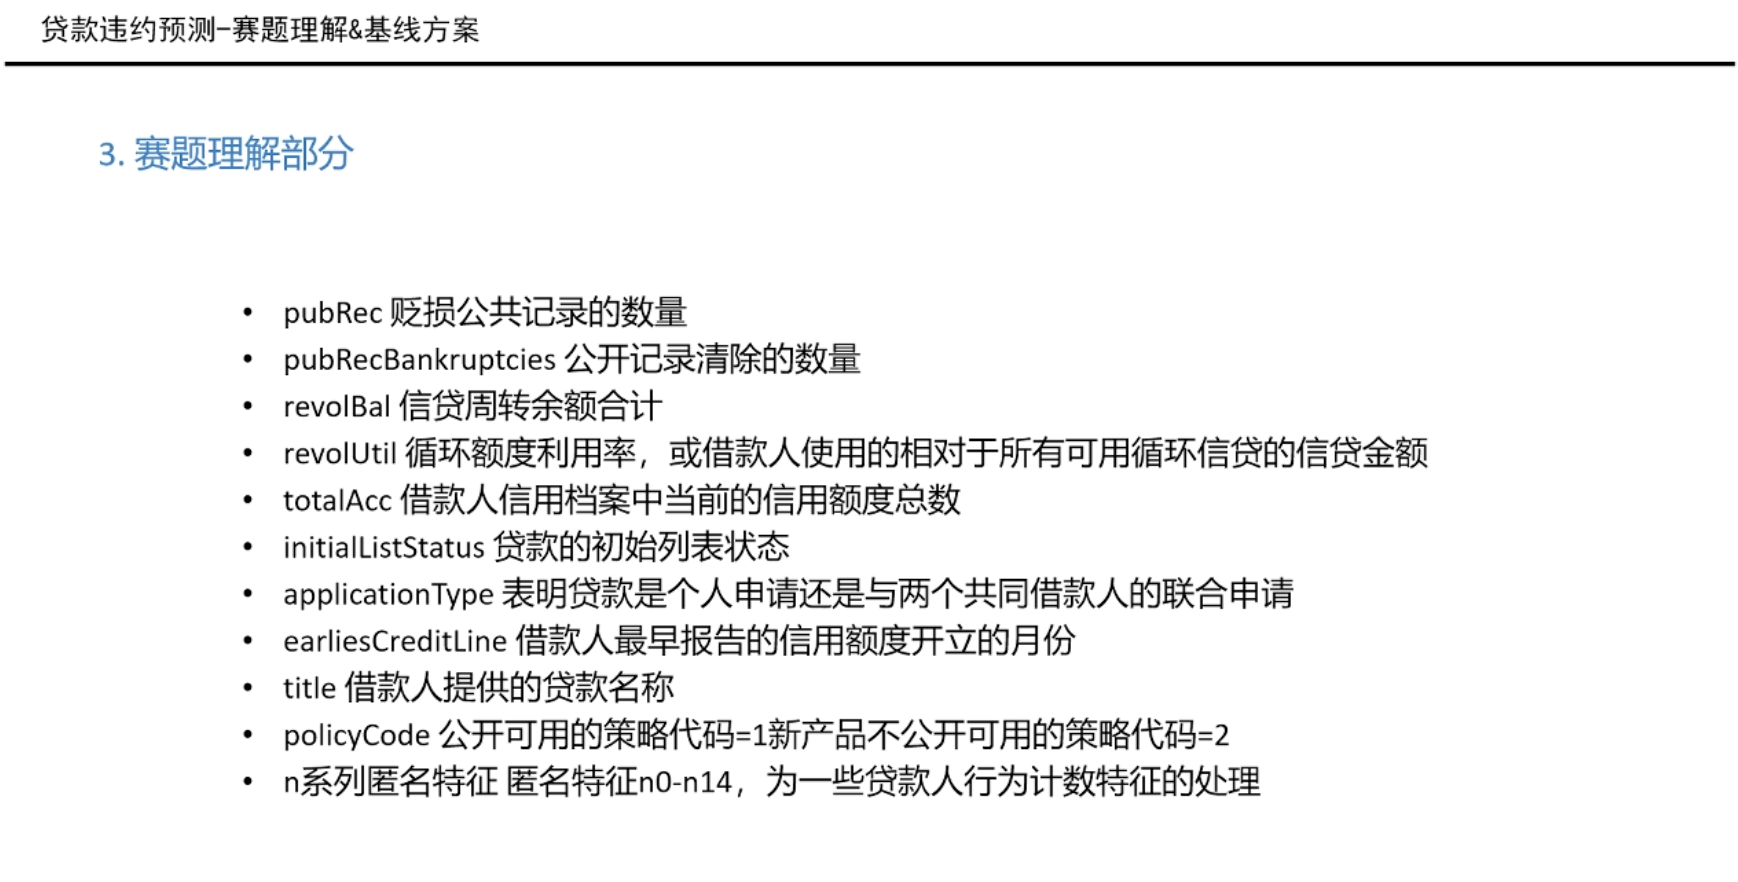 贷款违约预测-赛题理解&基线方案
3. 赛题理解部分
• pubRec 贬损公共记录的数量
• pubRecBankruptcies 公开记录清除的数量
• revolBal 信贷周转余额合计
• revolUtil 循环额度利用率，或借款人使用的相对于所有可用循环信贷的信贷金额
• totalAcc 借款人信用档案中当前的信用额度总数
• initialListStatus 贷款的初始列表状态
• applicationType 表明贷款是个人申请还是与两个共同借款人的联合申请
• earliesCreditLine 借款人最早报告的信用额度开立的月份
• title 借款人提供的贷款名称
• policyCode 公开可用的策略代码=1新产品不公开可用的策略代码=2
• n系列匿名特征 匿名特征n0-n14，为一些贷款人行为计数特征的处理